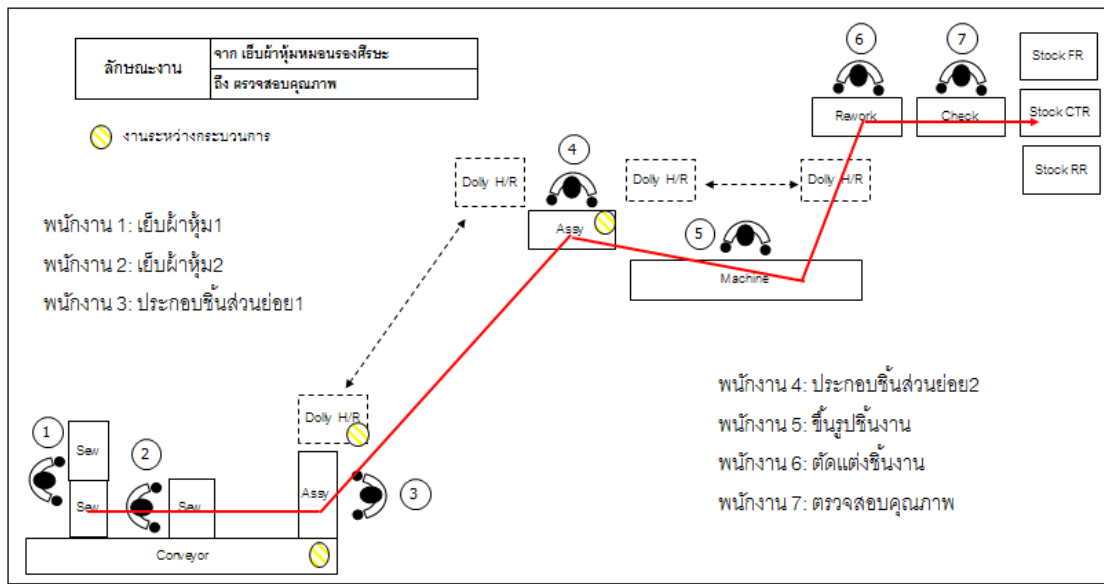 ลักษณะงาน
จาก เย็บผ้าหุ้มหมอนรองศีรษะ
ถึง ตรวจสอบคุณภาพ
งานระหว่างกระบวนการ
6
7
Rework
Check
Stock FR
Stock CTR
Stock RR
4
Dolly H/R
Dolly H/R
Dolly H/R
Assy
5
Machine
พนักงาน 1: เย็บผ้าหุ้ม1
พนักงาน 2: เย็บผ้าหุ้ม2
พนักงาน 3: ประกอบชิ้นส่วนย่อย1
พนักงาน 4: ประกอบชิ้นส่วนย่อย2
พนักงาน 5: ขึ้นรูปชิ้นงาน
พนักงาน 6: ตัดแต่งชิ้นงาน
พนักงาน 7: ตรวจสอบคุณภาพ
Dolly H/R
1
Sew
2
Sew
Sew
Assy
3
Conveyor